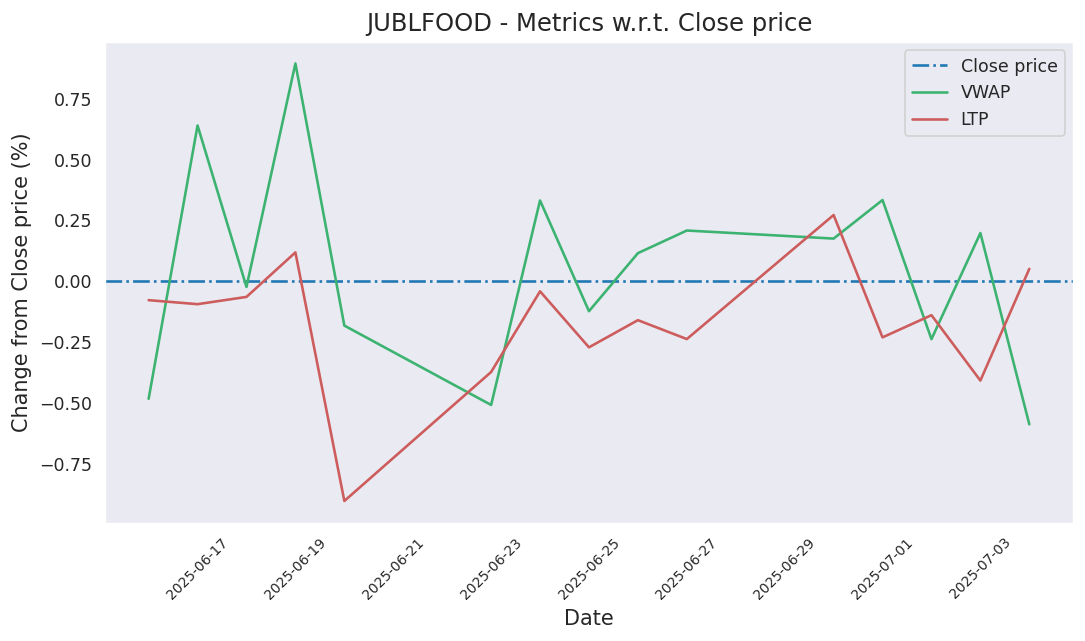 JUBLFOOD - Metrics w.r.t. Close price
Close price
VWAP
LTP
Change from Close price (%)
0.75
0.50
0.25
0.00
−0.25
−0.50
−0.75
2025-06-17
2025-06-19
2025-06-21
2025-06-23
2025-06-25
2025-06-27
2025-06-29
2025-07-01
2025-07-03
Date